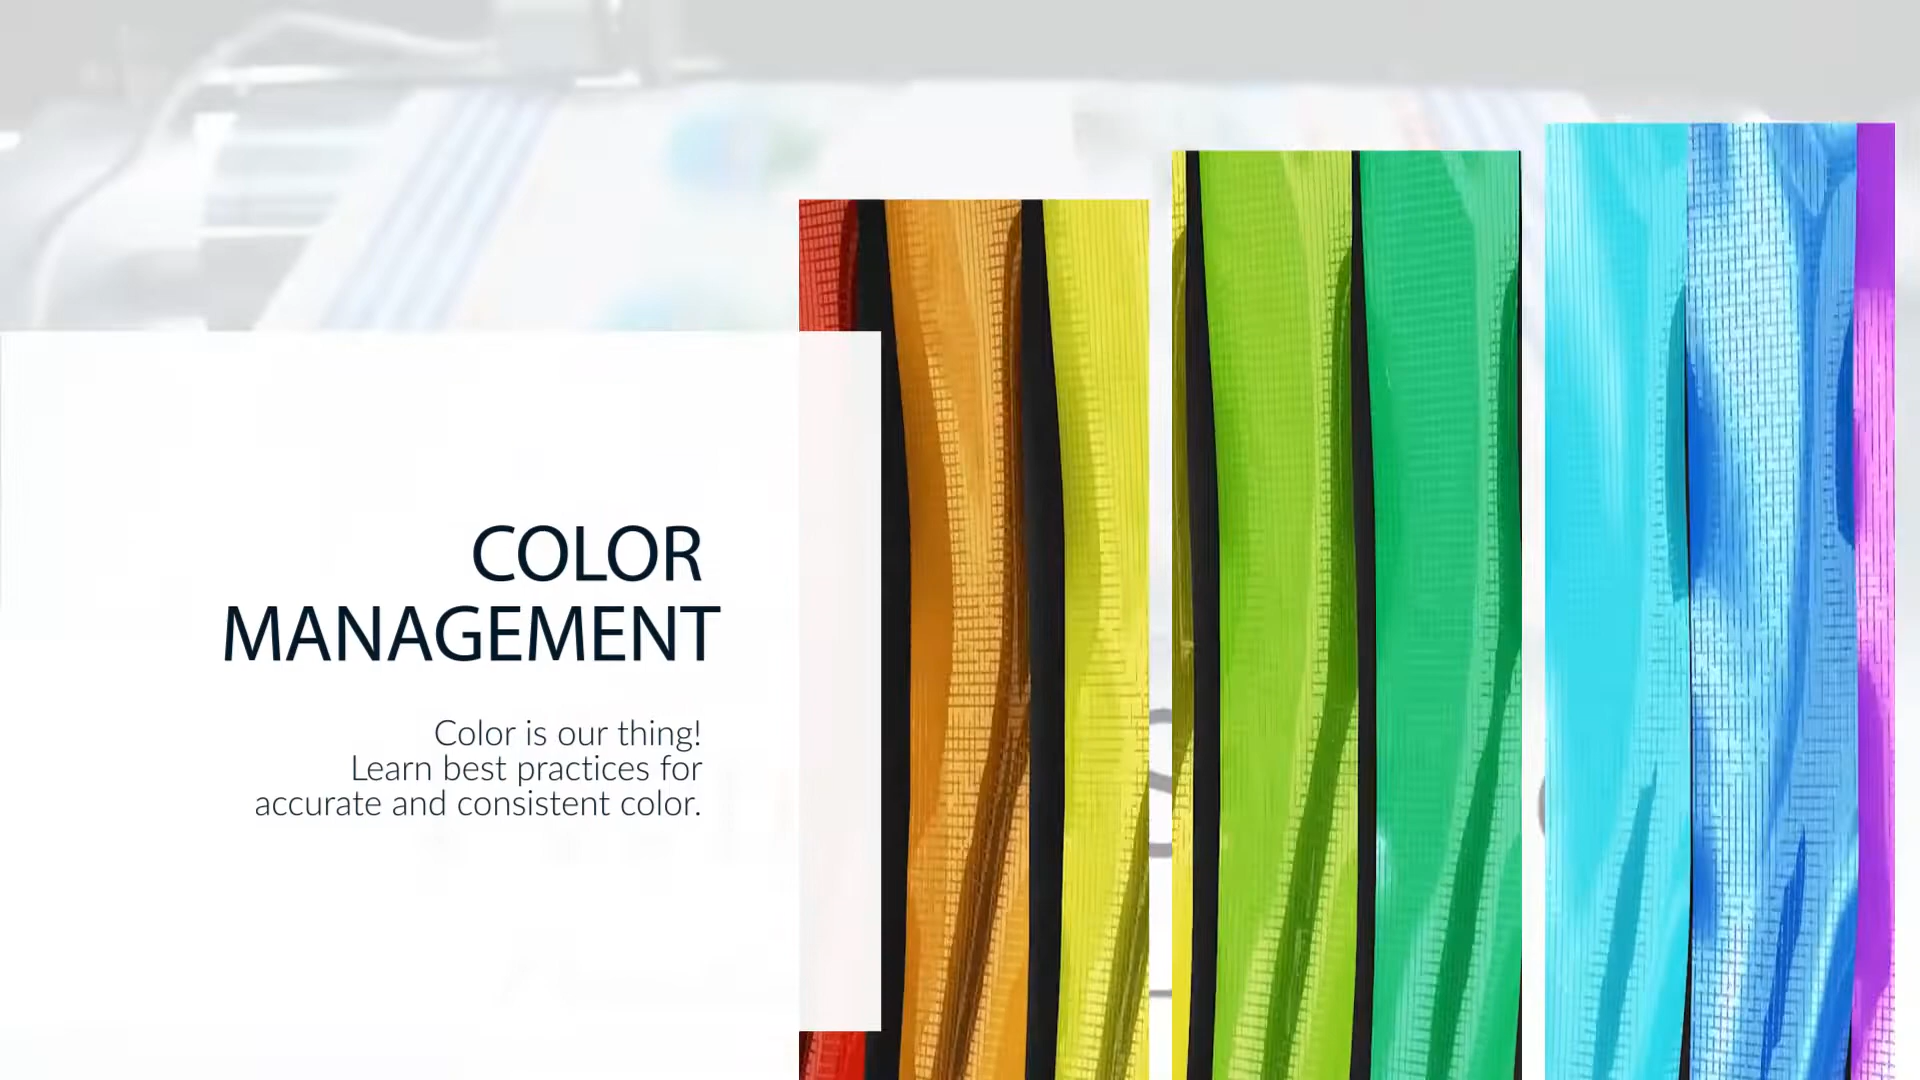 COLOR
MANAGEMENT
Color is our thing!
Learn best practices for
accurate and consistent color.